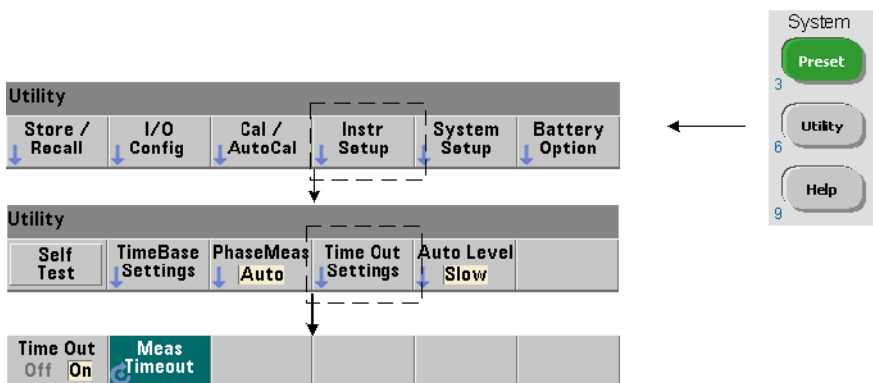 System
Preset
3
Utility
Store / Recall
I/O Config
Cal / AutoCal
Instr Setup
System Setup
Battery Option
Utility
6
Help
9
Utility
Self Test
TimeBase Settings
PhaseMeas Auto
Time Out Settings
Auto Level Slow
Time Out Off On
Meas Timeout